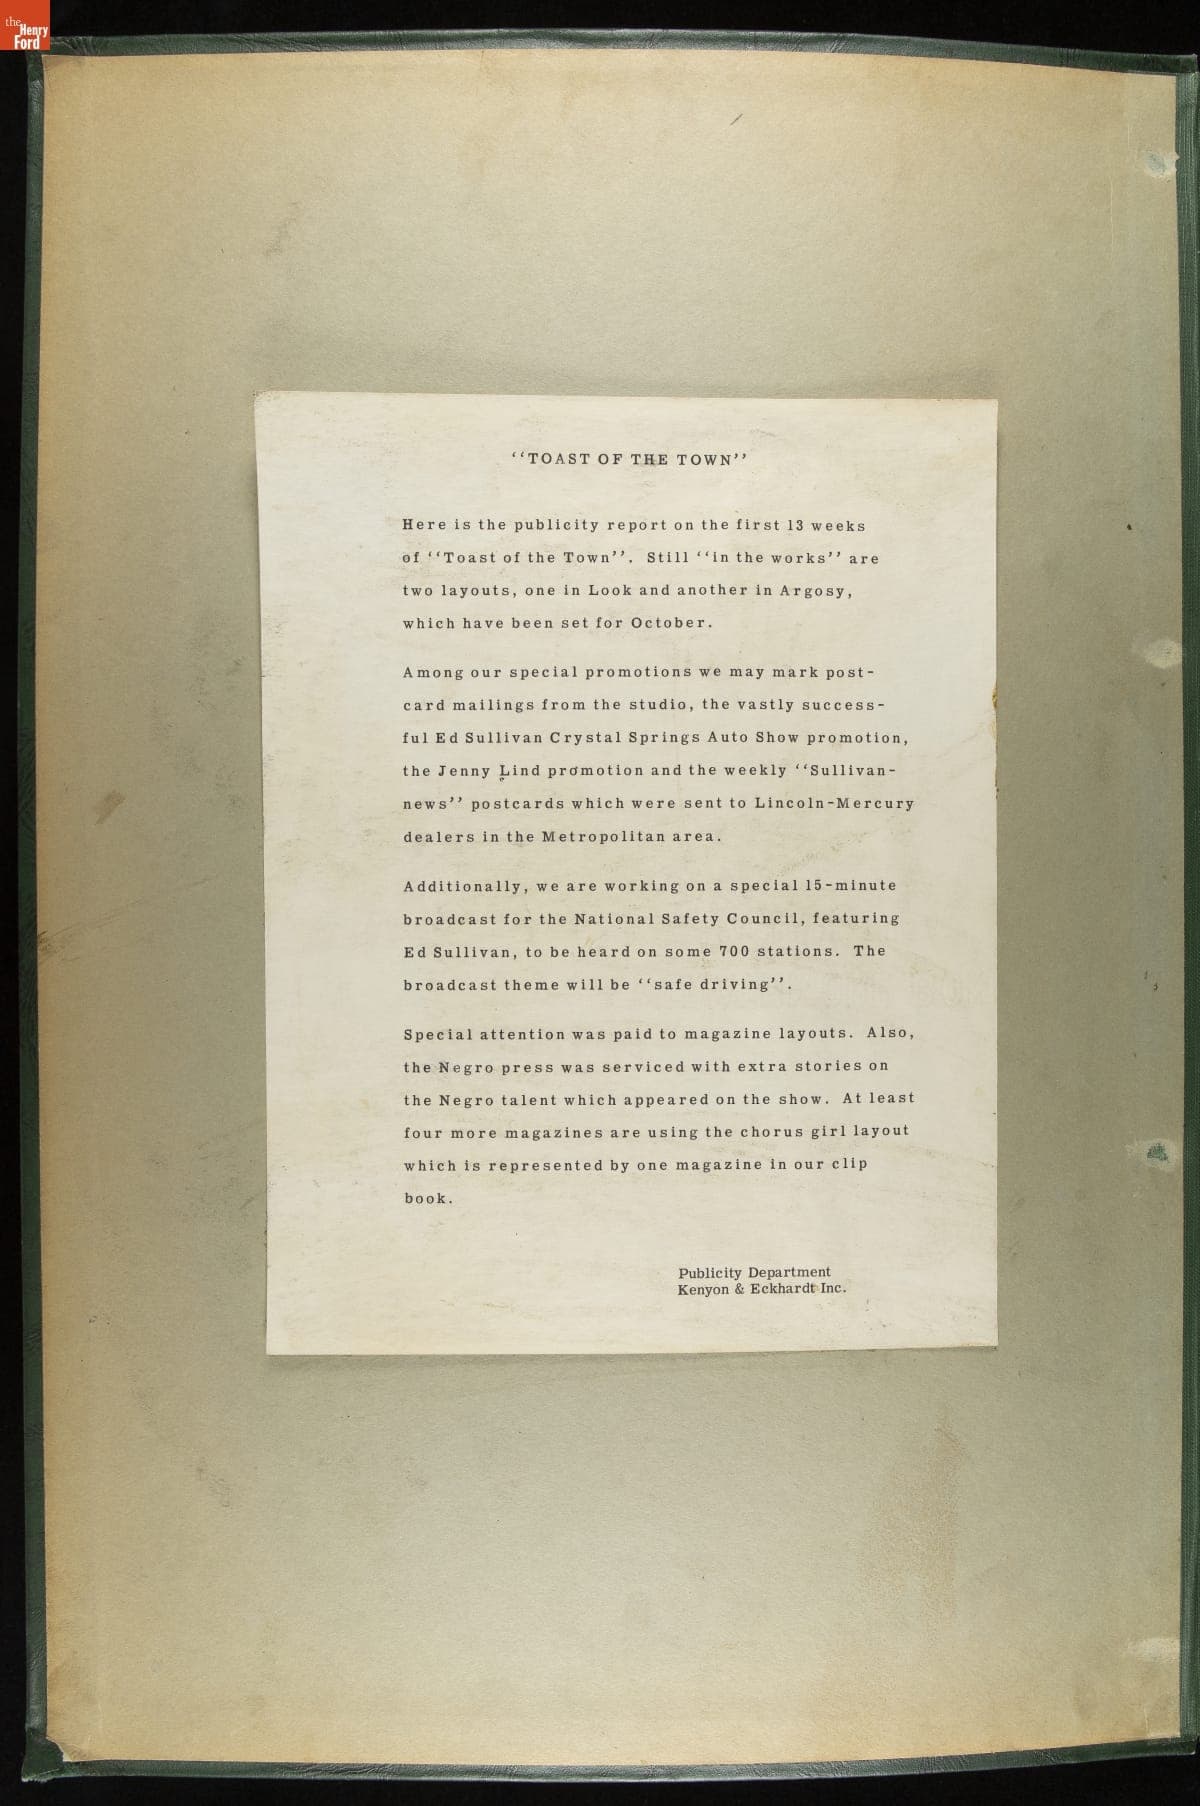 the
Henry
Ford
‘‘TOAST OF THE TOWN’’
Here is the publicity report on the first 13 weeks
of ‘‘Toast of the Town’’. Still ‘‘in the works’’ are
two layouts, one in Look and another in Argosy,
which have been set for October.
Among our special promotions we may mark post-
card mailings from the studio, the vastly success-
ful Ed Sullivan Crystal Springs Auto Show promotion,
the Jenny Lind promotion and the weekly ‘‘Sullivan-
news’’ postcards which were sent to Lincoln-Mercury
dealers in the Metropolitan area.
Additionally, we are working on a special 15-minute
broadcast for the National Safety Council, featuring
Ed Sullivan, to be heard on some 700 stations. The
broadcast theme will be ‘‘safe driving’’.
Special attention was paid to magazine layouts. Also,
the Negro press was serviced with extra stories on
the Negro talent which appeared on the show. At least
four more magazines are using the chorus girl layout
which is represented by one magazine in our clip
book.
Publicity Department
Kenyon & Eckhardt Inc.